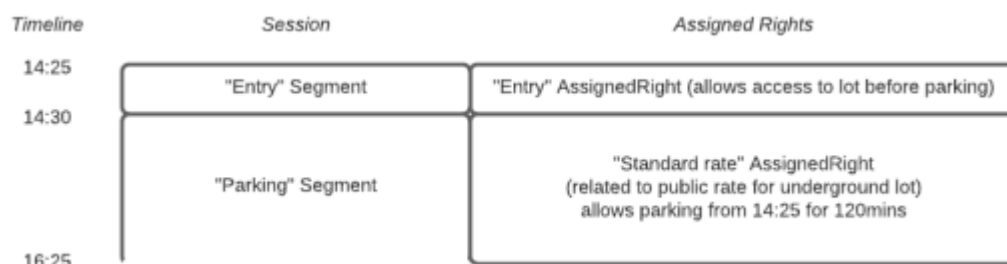 Timeline Session Assigned Rights
14:25
"Entry" Segment "Entry" AssignedRight (allows access to lot before parking)
14:30
"Standard rate" AssignedRight
"Parking" Segment (related to public rate for underground lot)
allows parking from 14:25 for 120mins
16:25